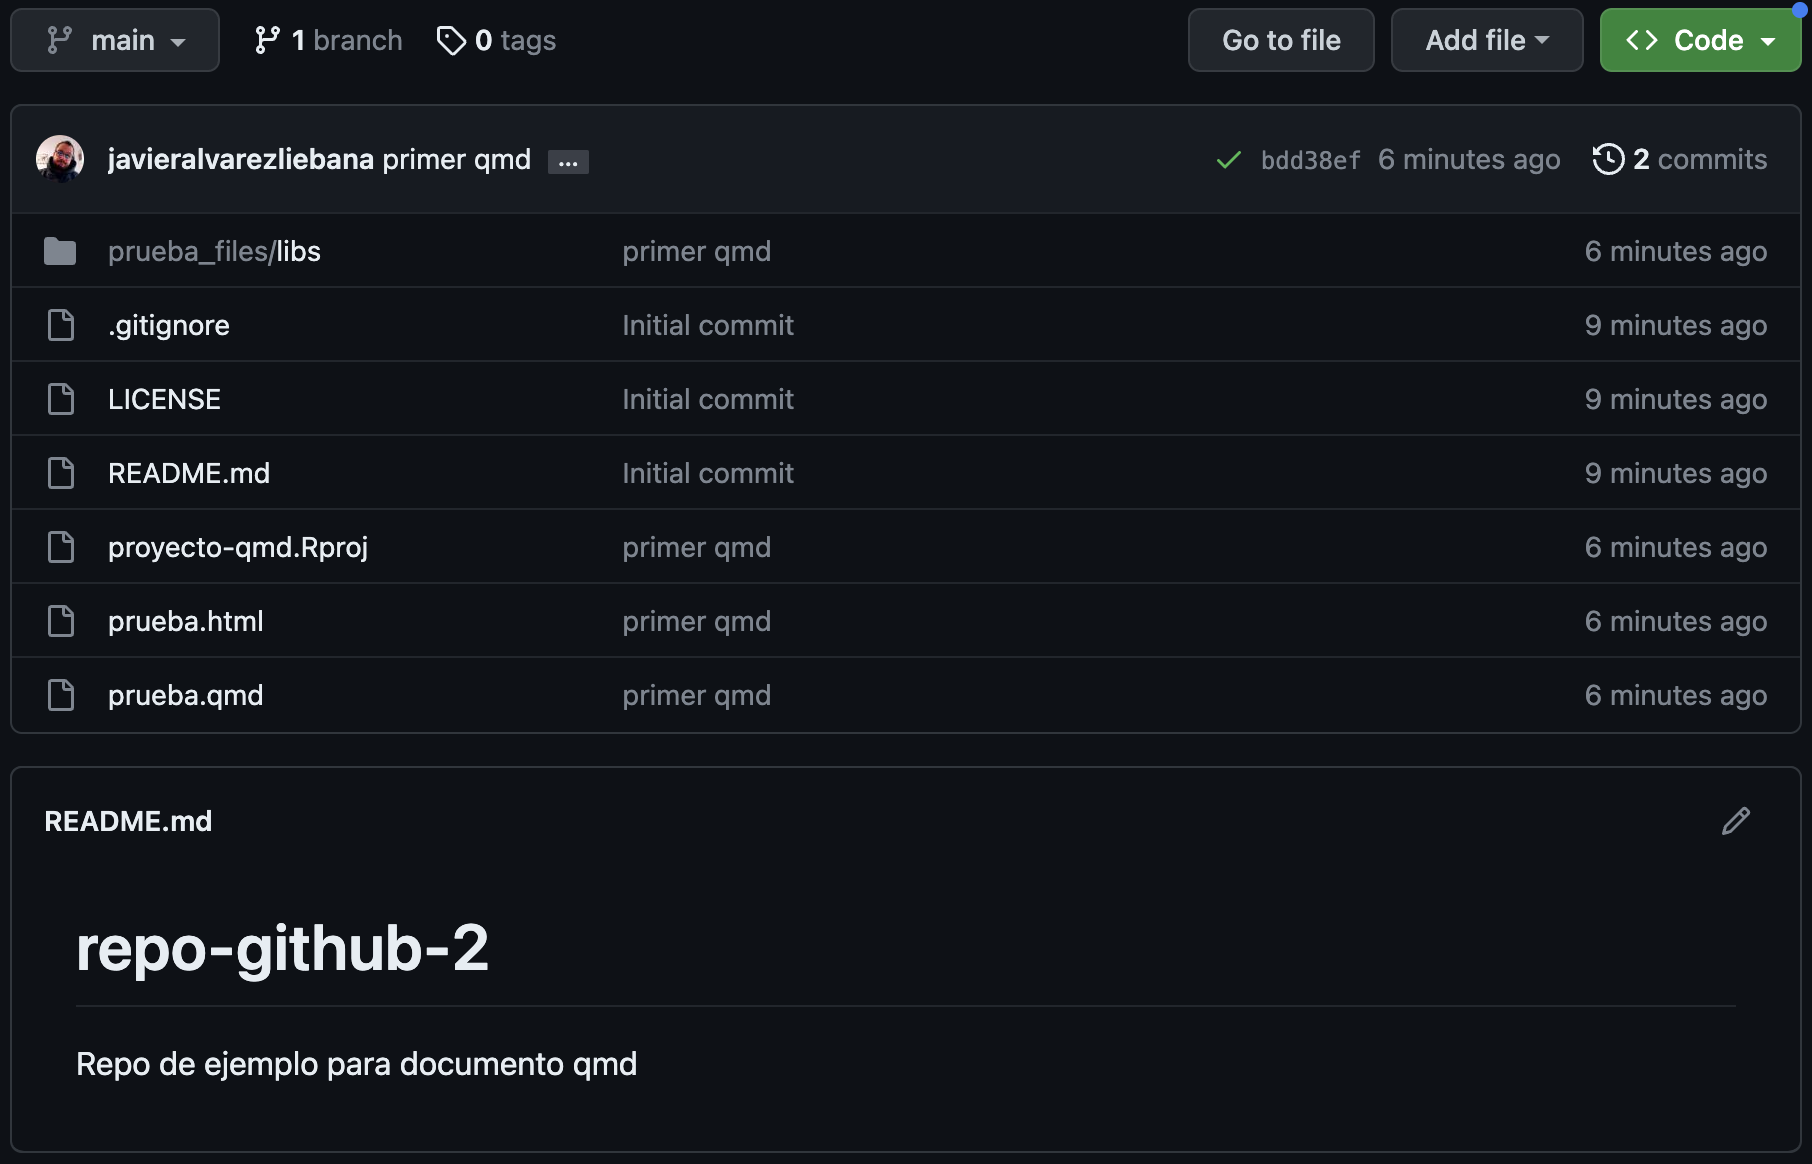 main 1 branch 0 tags Go to file Add file Code
javieralvarezliebana primer qmd ... bdd38ef 6 minutes ago 2 commits
prueba_files/libs primer qmd 6 minutes ago
.gitignore Initial commit 9 minutes ago
LICENSE Initial commit 9 minutes ago
README.md Initial commit 9 minutes ago
proyecto-qmd.Rproj primer qmd 6 minutes ago
prueba.html primer qmd 6 minutes ago
prueba.qmd primer qmd 6 minutes ago
README.md
repo-github-2
Repo de ejemplo para documento qmd